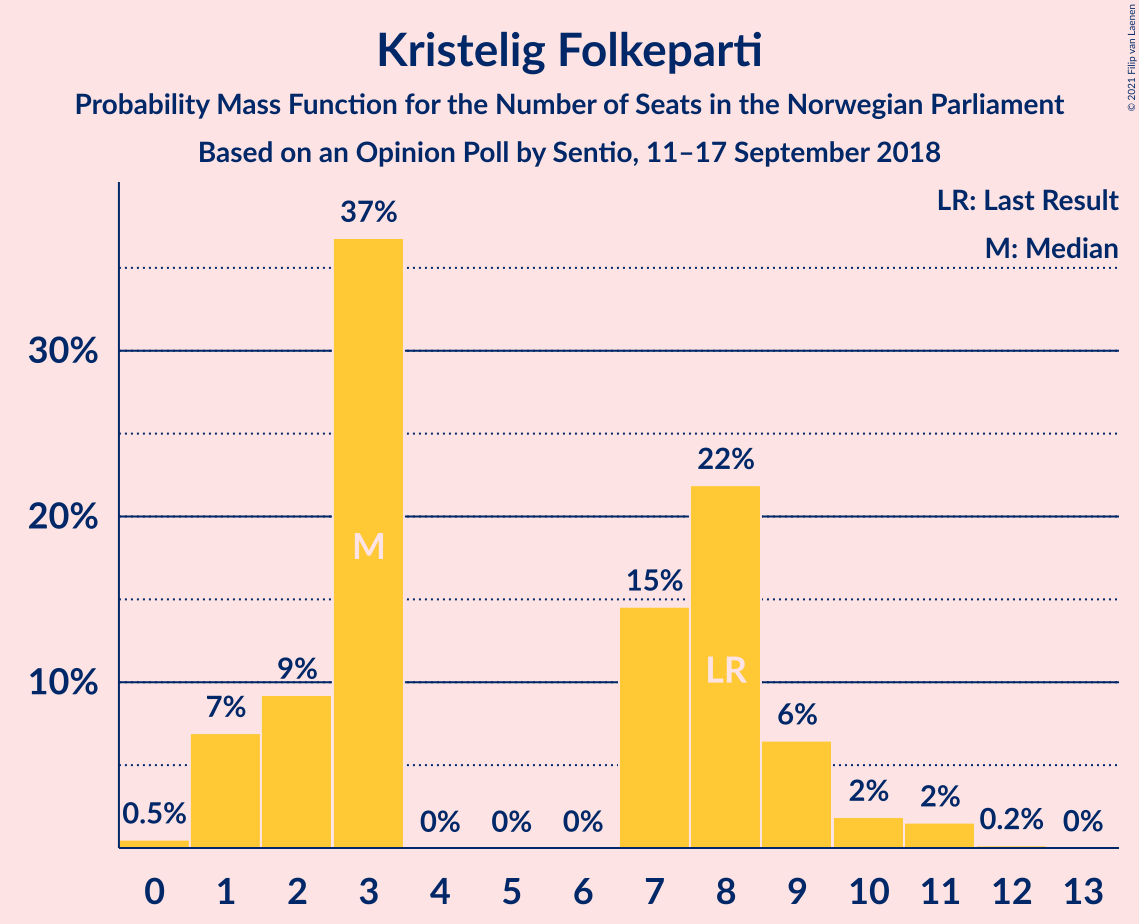 Kristelig Folkeparti
Probability Mass Function for the Number of Seats in the Norwegian Parliament
Based on an Opinion Poll by Sentio, 11–17 September 2018
© 2021 Filip van Laenen
LR: Last Result
M: Median
37%
30%
22%
20%
M
15%
LR
10%
9%
7%
6%
2%
2%
0.5%
0%
0%
0%
0.2%
0%
0 1 2 3 4 5 6 7 8 9 10 11 12 13